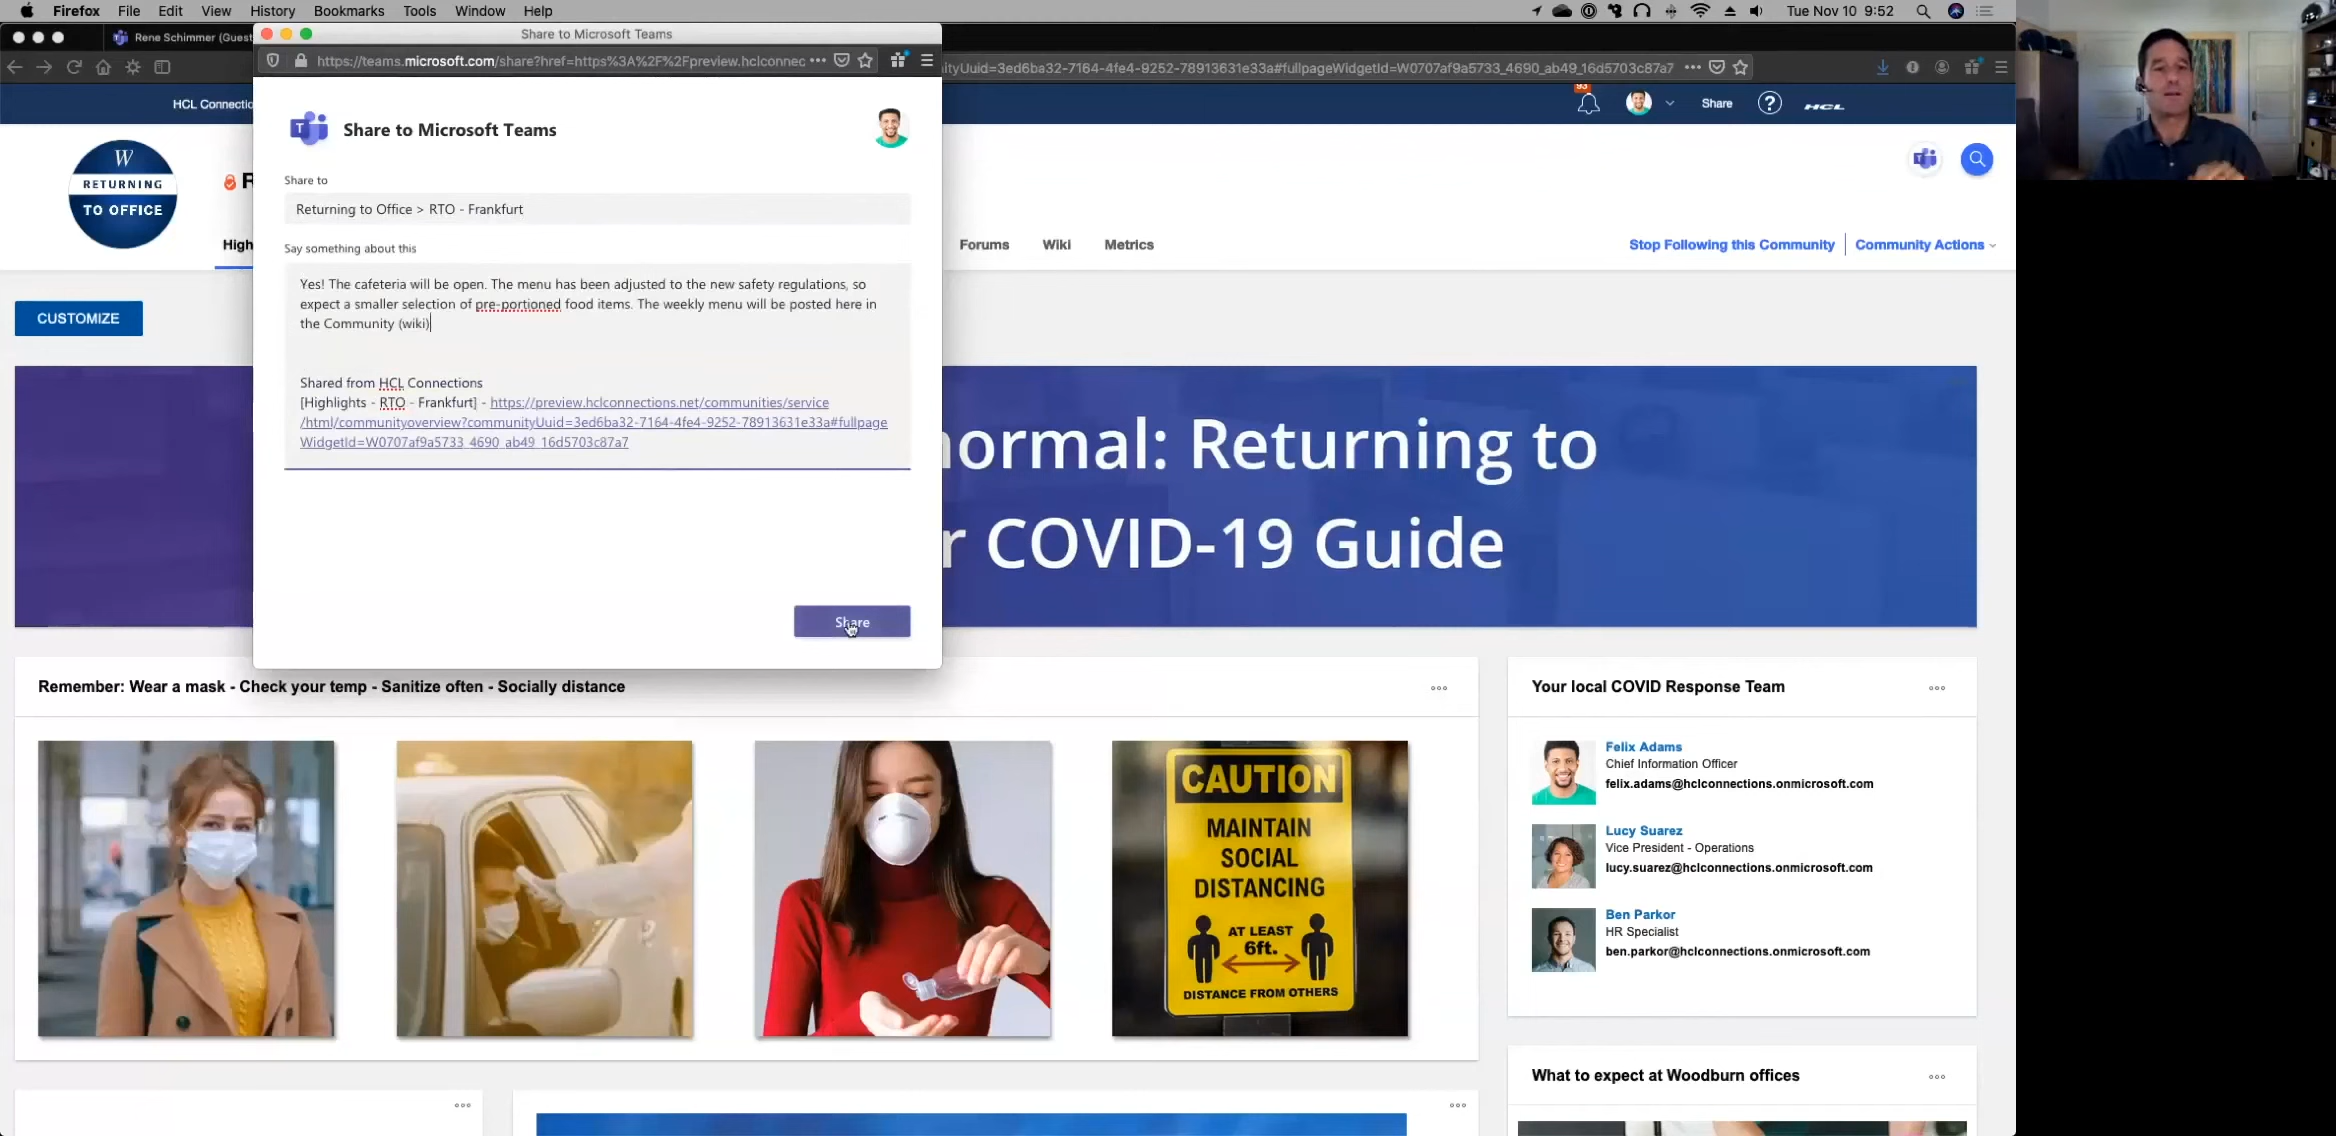 Firefox File Edit View History Bookmarks Tools Window Help
Tue Nov 10 9:52
Rene Schimmer (Guest
Share to Microsoft Teams
https://teams.microsoft.com/share?href=https%3A%2F%2Fpreview.hclconnec
ityUuid=3ed6ba32-7164-4fe4-9252-78913631e33a#fullpageWidgetId=W0707af9a5733_4690_ab49_16d5703c87a7
HCL Connectio
93
Share
?
HCL
Share to Microsoft Teams
W
RETURNING
TO OFFICE
R
High
Forums Wiki Metrics
Stop Following this Community
Community Actions
Share to
Returning to Office > RTO - Frankfurt
Say something about this
Yes! The cafeteria will be open. The menu has been adjusted to the new safety regulations, so
expect a smaller selection of pre-portioned food items. The weekly menu will be posted here in
the Community (wiki)
Shared from HCL Connections
[Highlights - RTO - Frankfurt] - https://preview.hclconnections.net/communities/service
/html/communityoverview?communityUuid=3ed6ba32-7164-4fe4-9252-78913631e33a#fullpage
WidgetId=W0707af9a5733_4690_ab49_16d5703c87a7
Share
CUSTOMIZE
ormal: Returning to
r COVID-19 Guide
Remember: Wear a mask - Check your temp - Sanitize often - Socially distance
CAUTION
MAINTAIN
SOCIAL
DISTANCING
AT LEAST
6ft.
DISTANCE FROM OTHERS
Your local COVID Response Team
Felix Adams
Chief Information Officer
felix.adams@hclconnections.onmicrosoft.com
Lucy Suarez
Vice President - Operations
lucy.suarez@hclconnections.onmicrosoft.com
Ben Parkor
HR Specialist
ben.parkor@hclconnections.onmicrosoft.com
What to expect at Woodburn offices